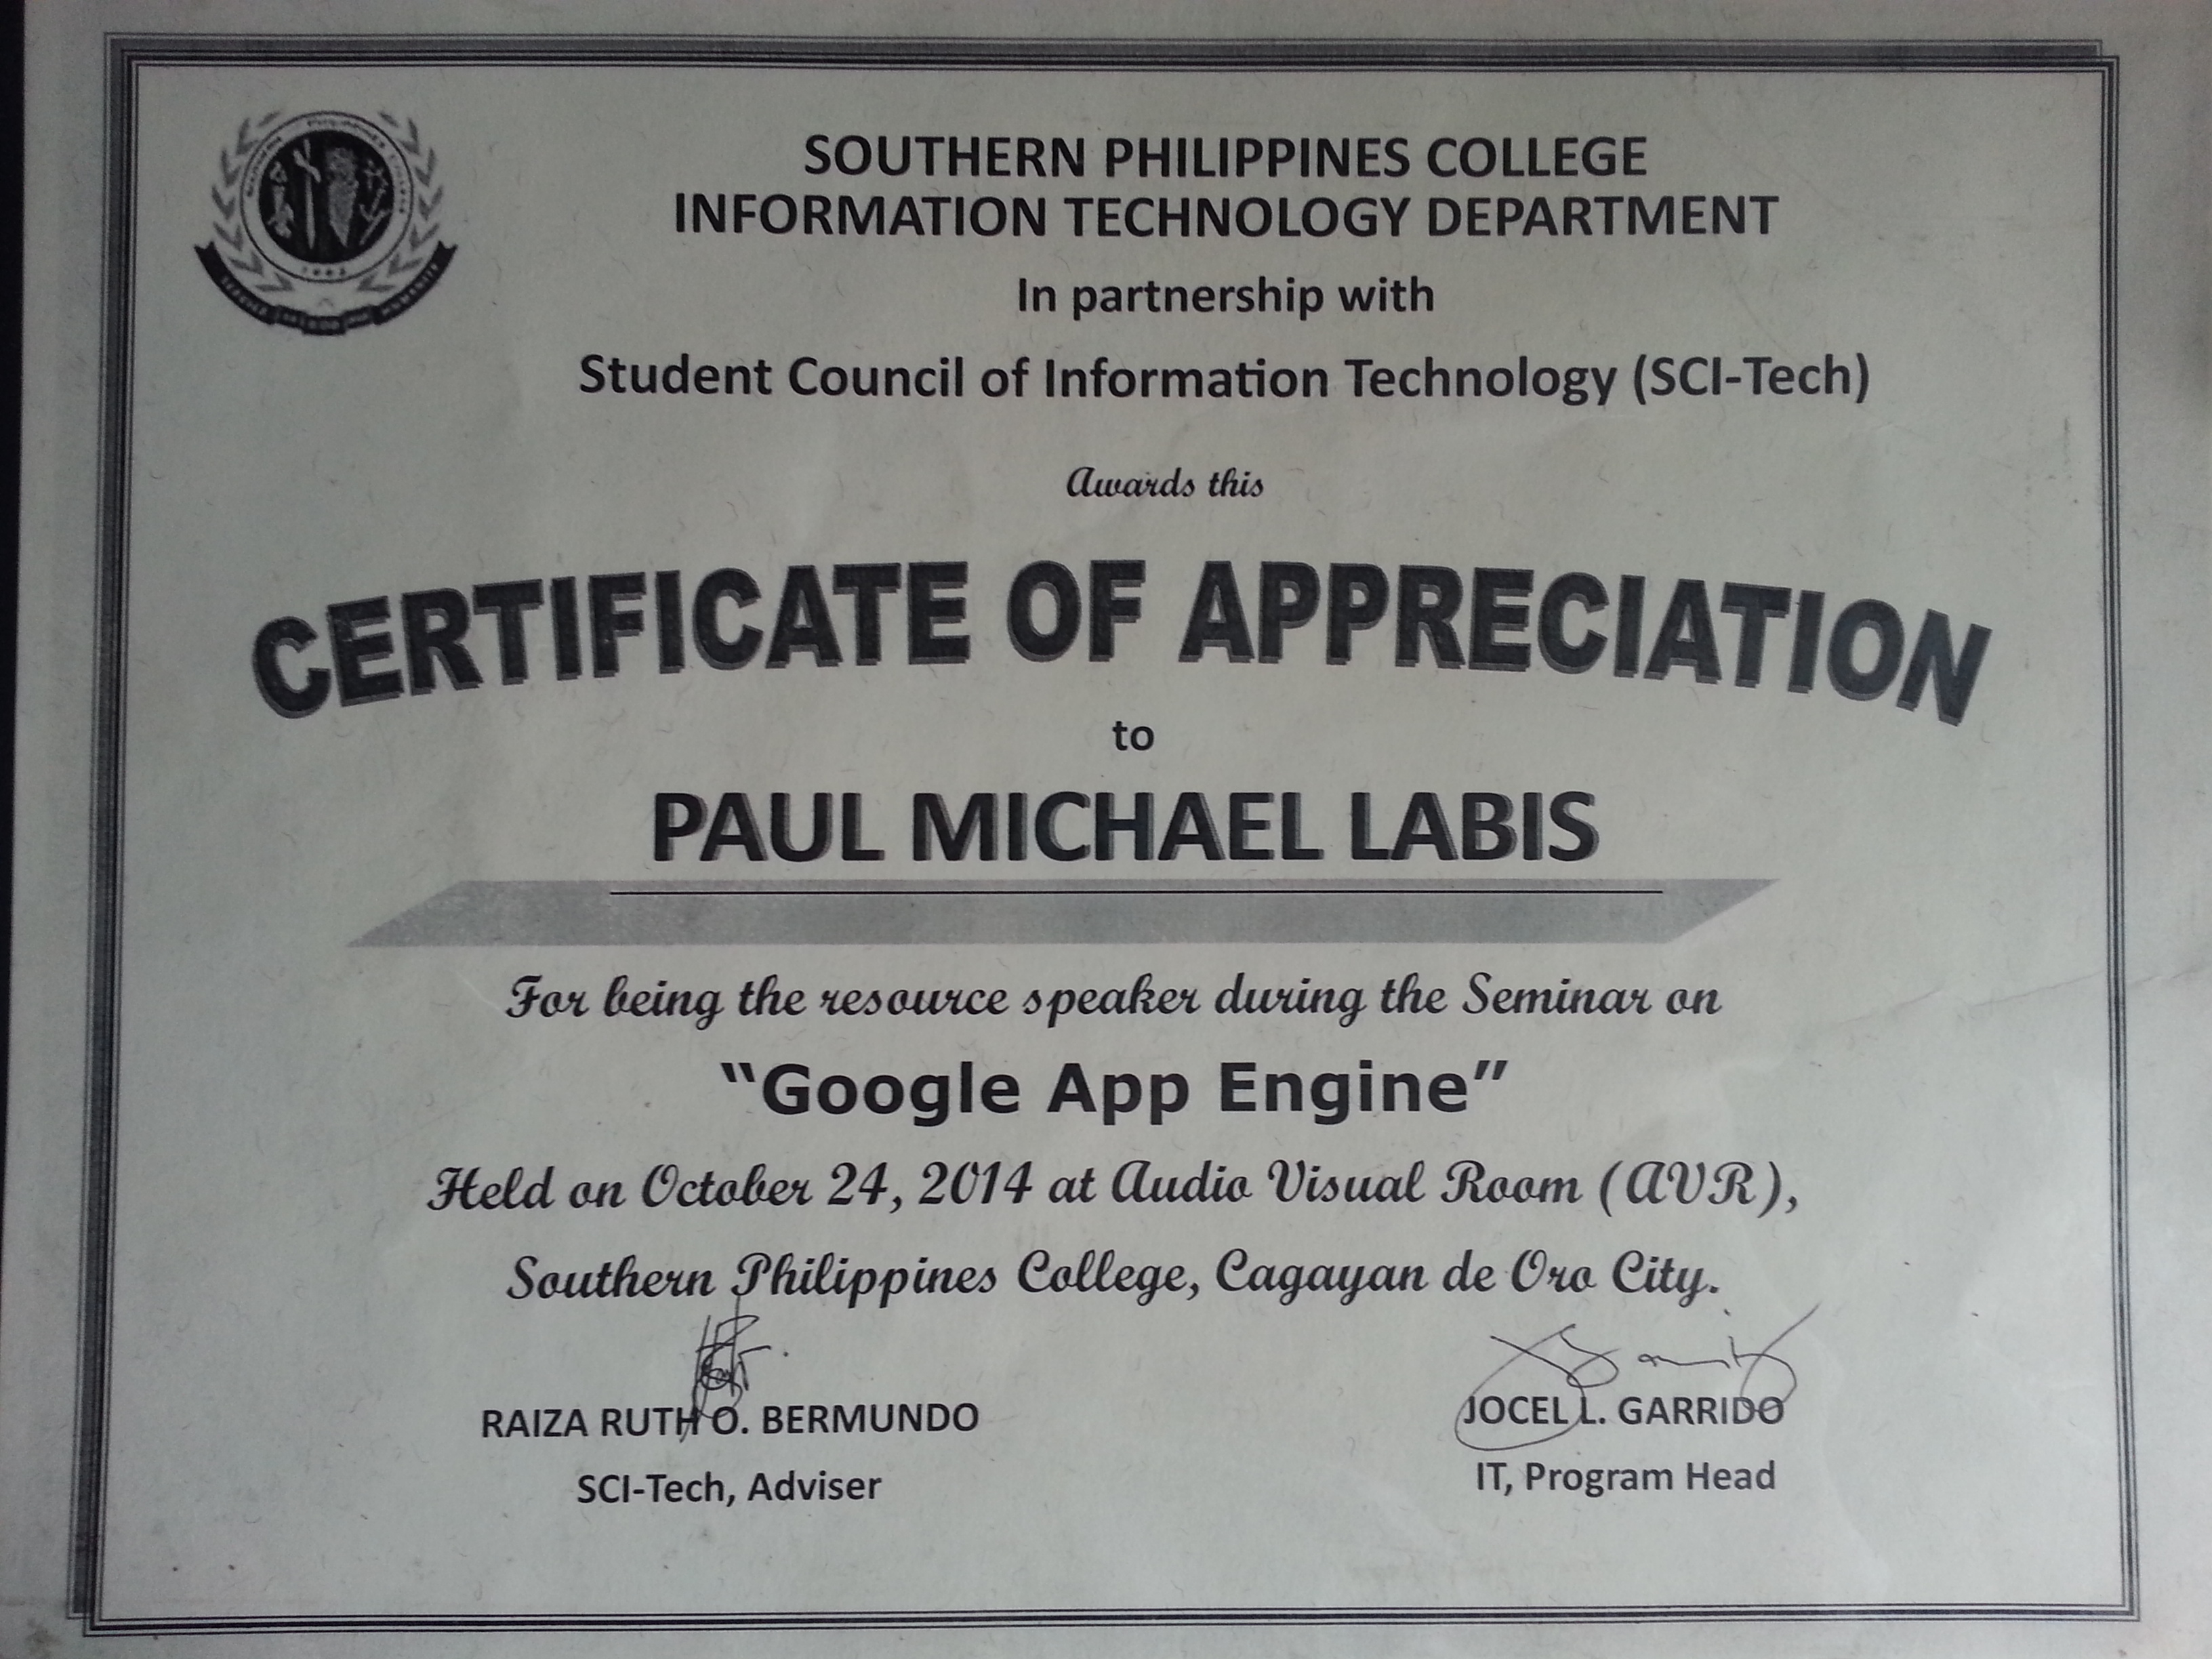 SOUTHERN PHILIPPINES COLLEGE
INFORMATION TECHNOLOGY DEPARTMENT
In partnership with
Student Council of Information Technology (SCI-Tech)
Awards this
CERTIFICATE OF APPRECIATION
to
PAUL MICHAEL LABIS
For being the resource speaker during the Seminar on
“Google App Engine”
Held on October 24, 2014 at Audio Visual Room (AVR),
Southern Philippines College, Cagayan de Oro City.
RAIZA RUTH O. BERMUNDO
SCI-Tech, Adviser
JOCEL L. GARRIDO
IT, Program Head